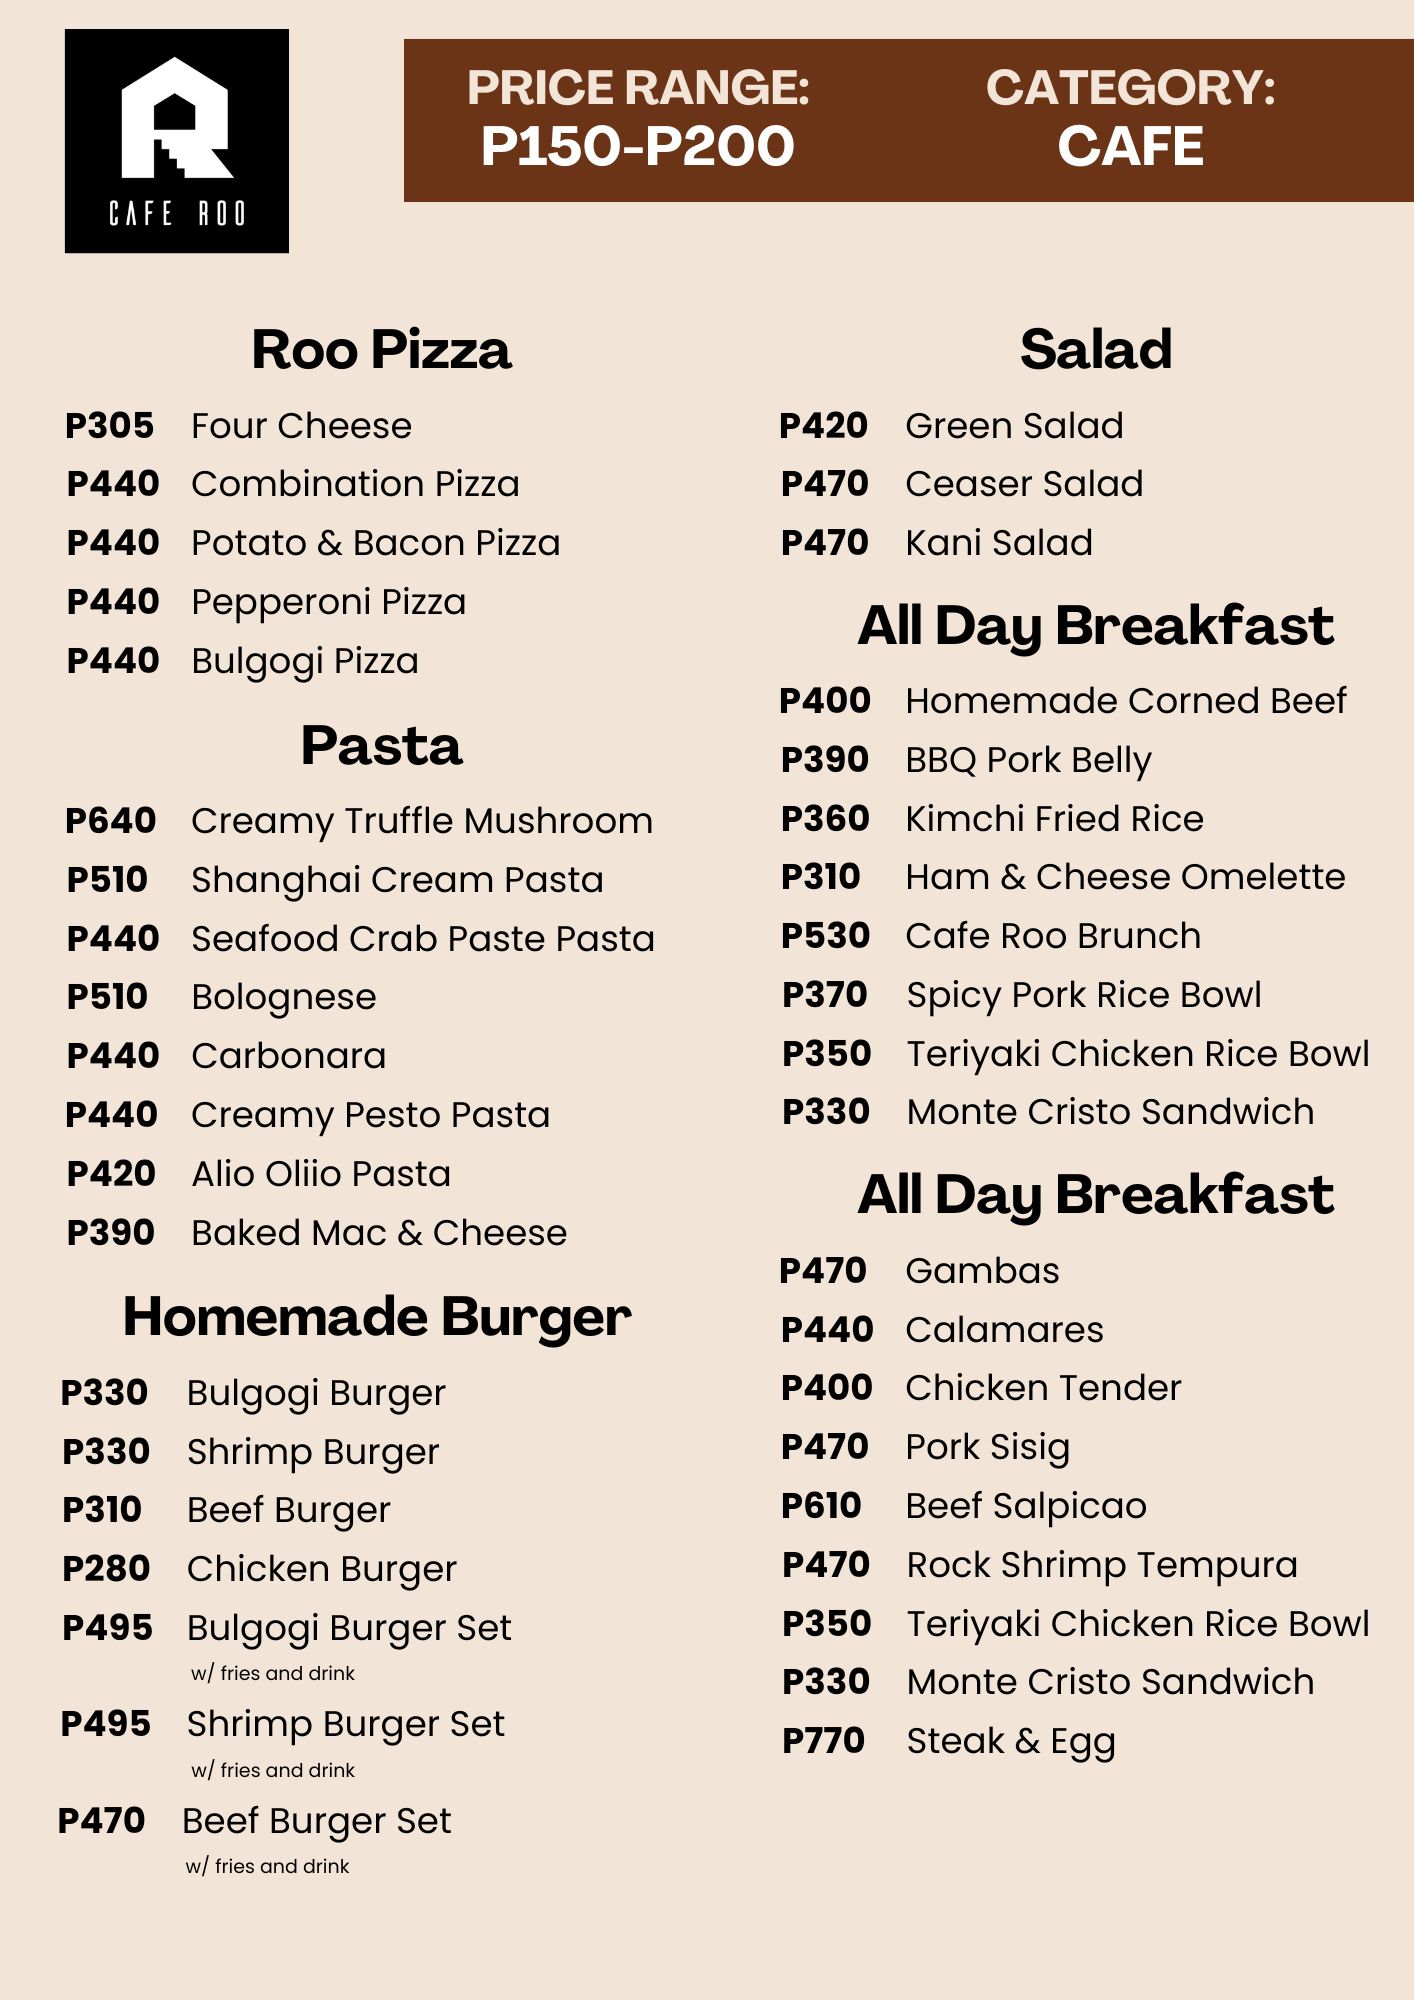 CAFE ROO
PRICE RANGE:
P150-P200
CATEGORY:
CAFE
Roo Pizza
P305 Four Cheese
P440 Combination Pizza
P440 Potato & Bacon Pizza
P440 Pepperoni Pizza
P440 Bulgogi Pizza
Pasta
P640 Creamy Truffle Mushroom
P510 Shanghai Cream Pasta
P440 Seafood Crab Paste Pasta
P510 Bolognese
P440 Carbonara
P440 Creamy Pesto Pasta
P420 Alio Oliio Pasta
P390 Baked Mac & Cheese
Homemade Burger
P330 Bulgogi Burger
P330 Shrimp Burger
P310 Beef Burger
P280 Chicken Burger
P495 Bulgogi Burger Set
w/ fries and drink
P495 Shrimp Burger Set
w/ fries and drink
P470 Beef Burger Set
w/ fries and drink
Salad
P420 Green Salad
P470 Ceaser Salad
P470 Kani Salad
All Day Breakfast
P400 Homemade Corned Beef
P390 BBQ Pork Belly
P360 Kimchi Fried Rice
P310 Ham & Cheese Omelette
P530 Cafe Roo Brunch
P370 Spicy Pork Rice Bowl
P350 Teriyaki Chicken Rice Bowl
P330 Monte Cristo Sandwich
All Day Breakfast
P470 Gambas
P440 Calamares
P400 Chicken Tender
P470 Pork Sisig
P610 Beef Salpicao
P470 Rock Shrimp Tempura
P350 Teriyaki Chicken Rice Bowl
P330 Monte Cristo Sandwich
P770 Steak & Egg